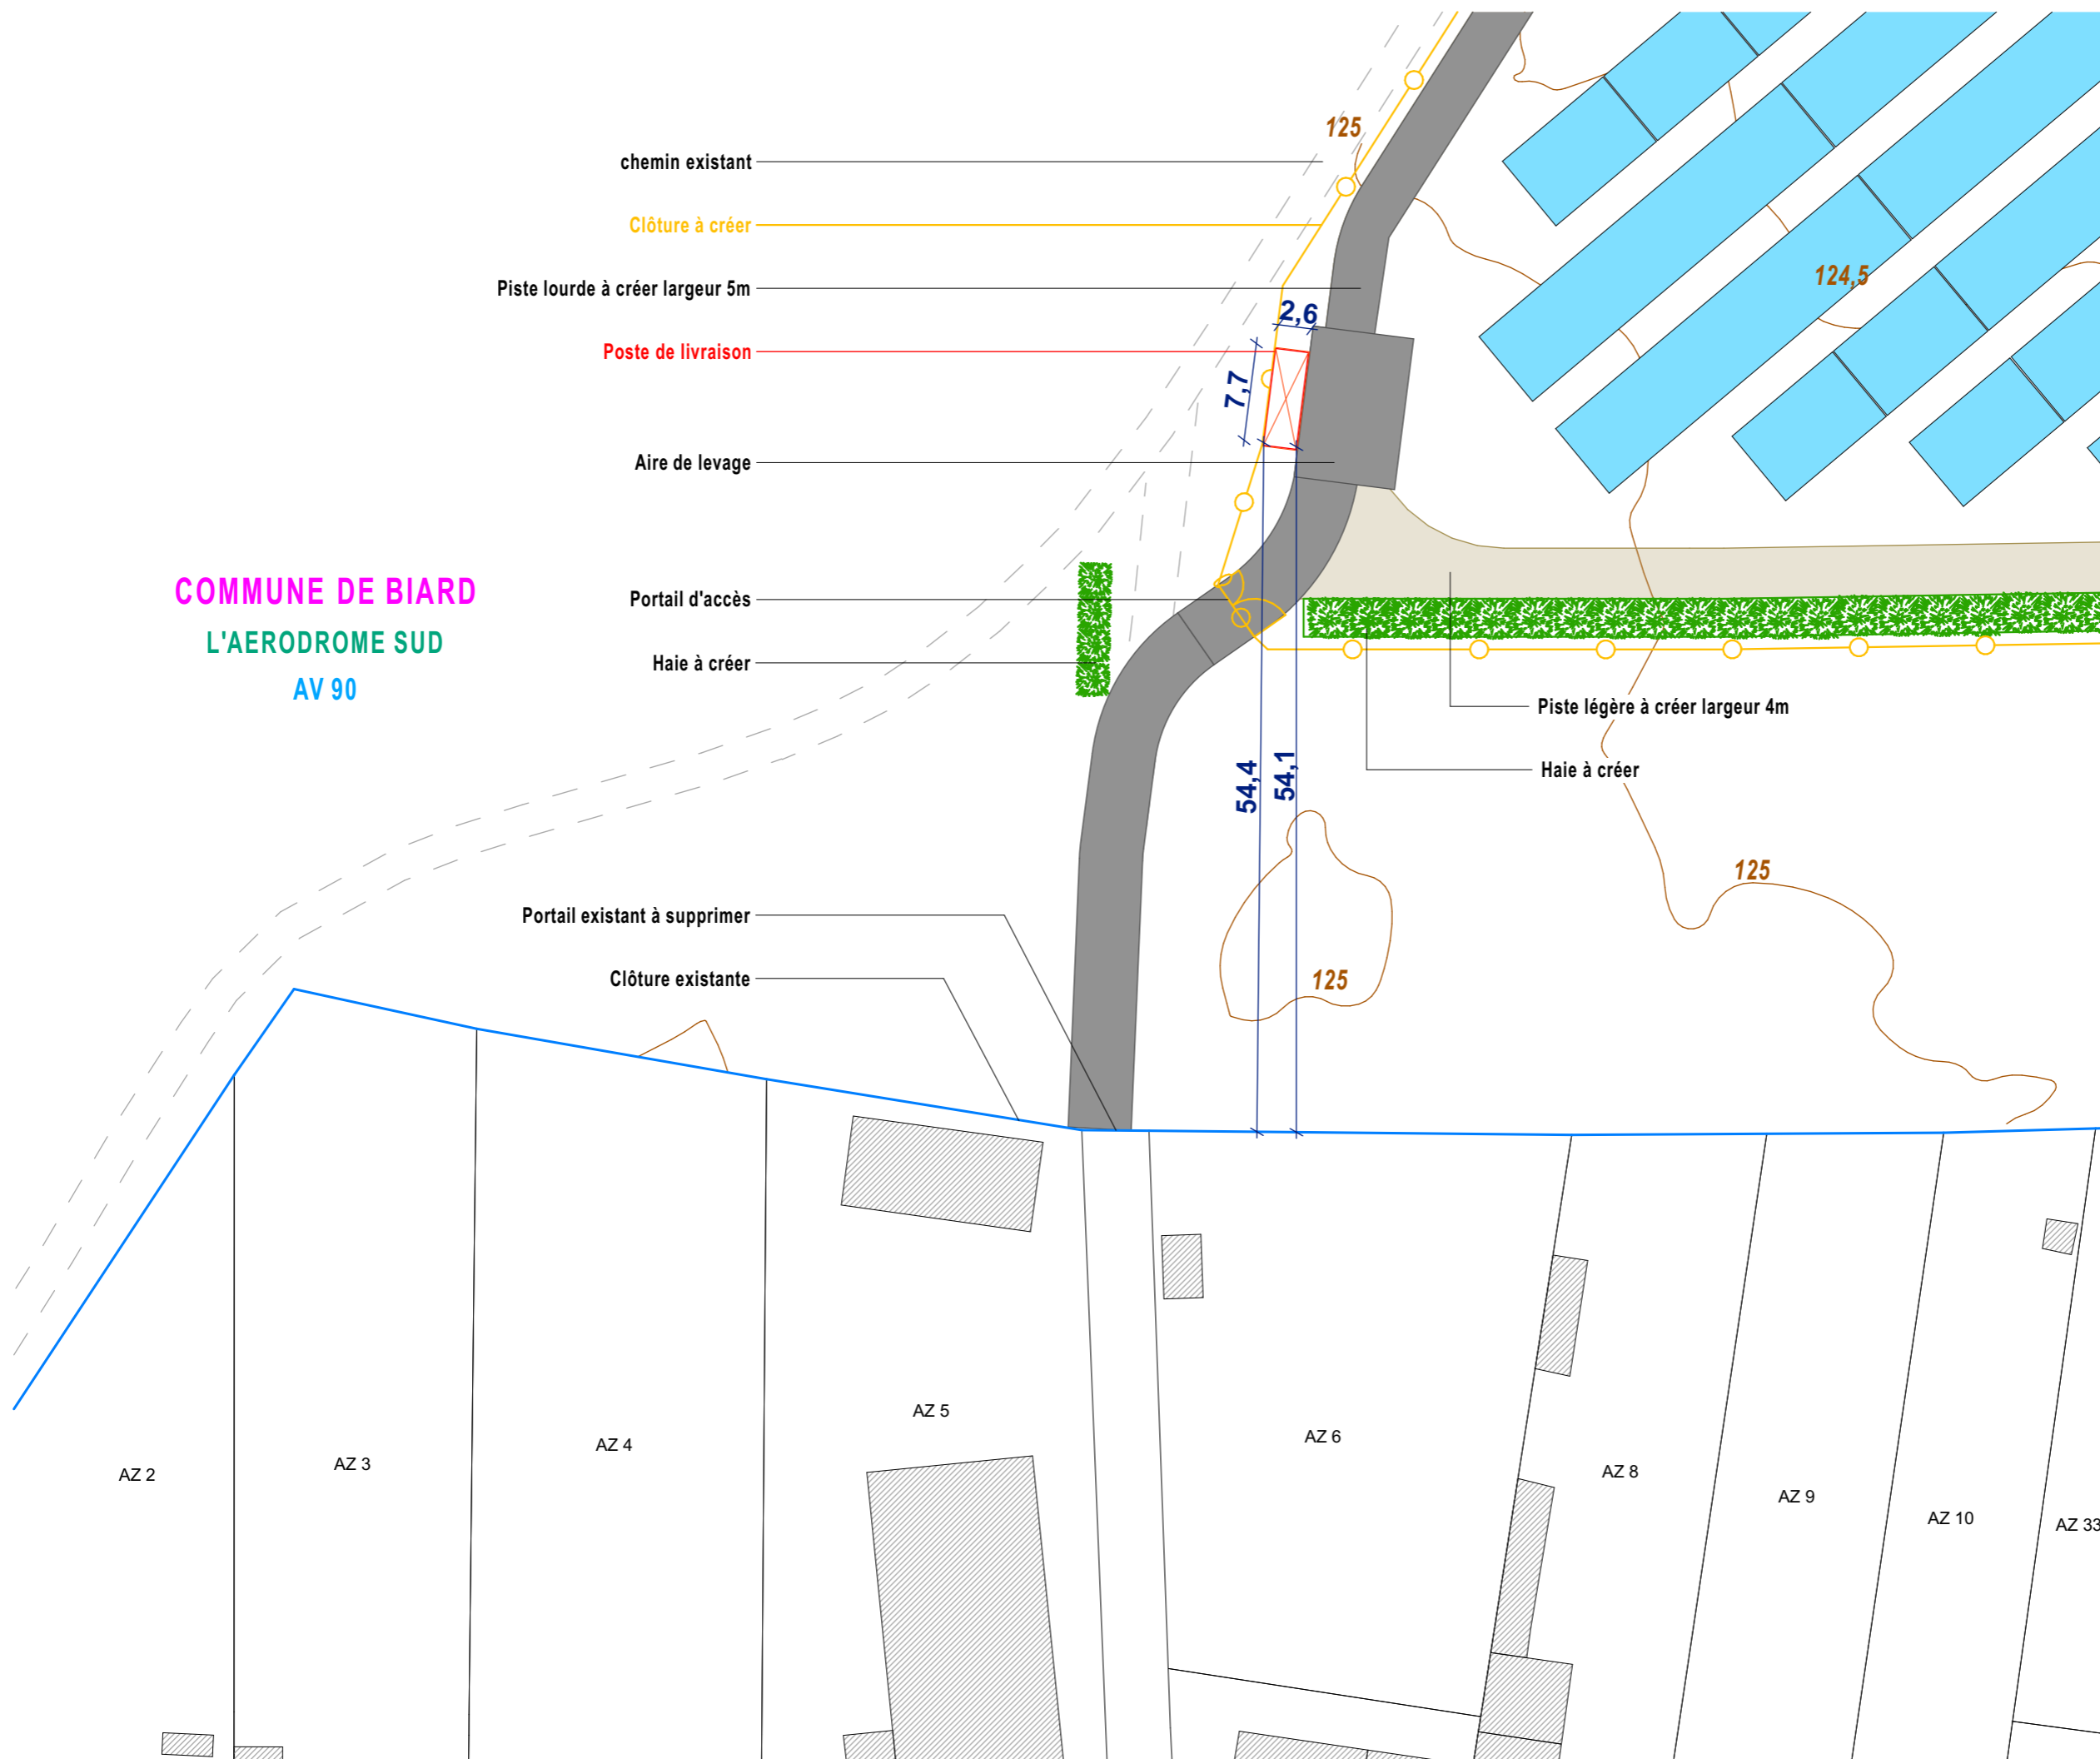 125
chemin existant
Clôture à créer
124,5
Piste lourde à créer largeur 5m
2,6
Poste de livraison
7,7
Aire de levage
COMMUNE DE BIARD
L'AERODROME SUD
AV 90
Portail d'accès
Haie à créer
Piste légère à créer largeur 4m
Haie à créer
54,4
54,1
125
Portail existant à supprimer
Clôture existante
125
AZ 2
AZ 3
AZ 4
AZ 5
AZ 6
AZ 8
AZ 9
AZ 10
AZ 33